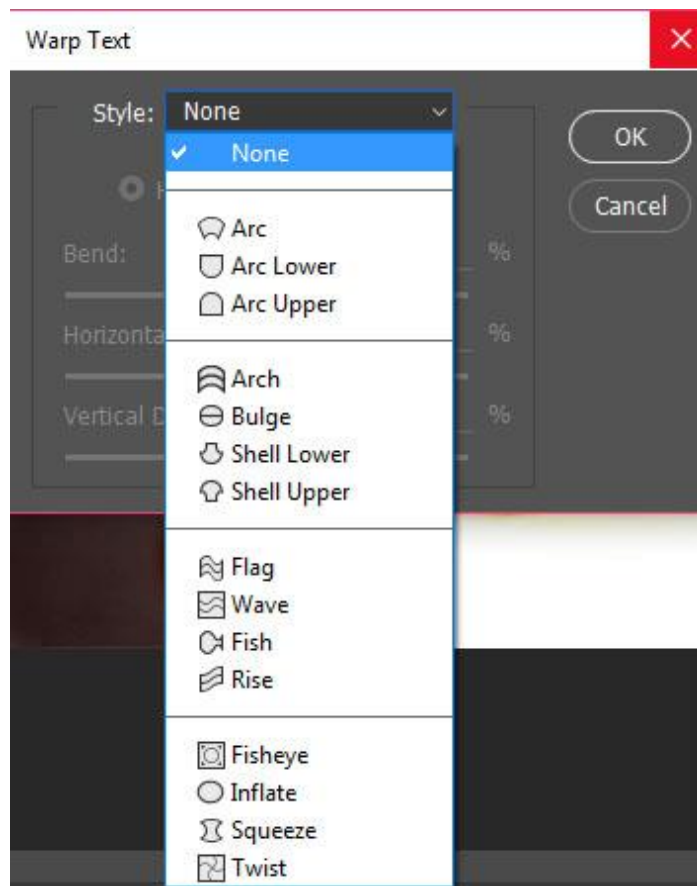 Warp Text
Style: None
None
OK
Cancel
Bend: %
Horizonta %
Vertical D %
Arc
Arc Lower
Arc Upper
Arch
Bulge
Shell Lower
Shell Upper
Flag
Wave
Fish
Rise
Fisheye
Inflate
Squeeze
Twist